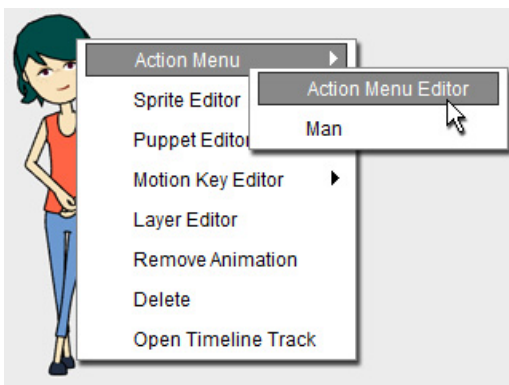 Action Menu
Action Menu Editor
Sprite Editor
Man
Puppet Editor
Motion Key Editor
Layer Editor
Remove Animation
Delete
Open Timeline Track